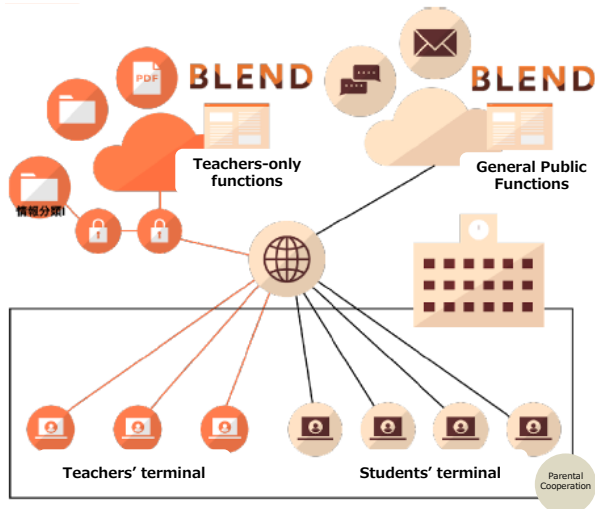 PDF
BLEND
BLEND
Teachers-only
functions
General Public
Functions
情報分類I
Teachers’ terminal
Students’ terminal
Parental
Cooperation